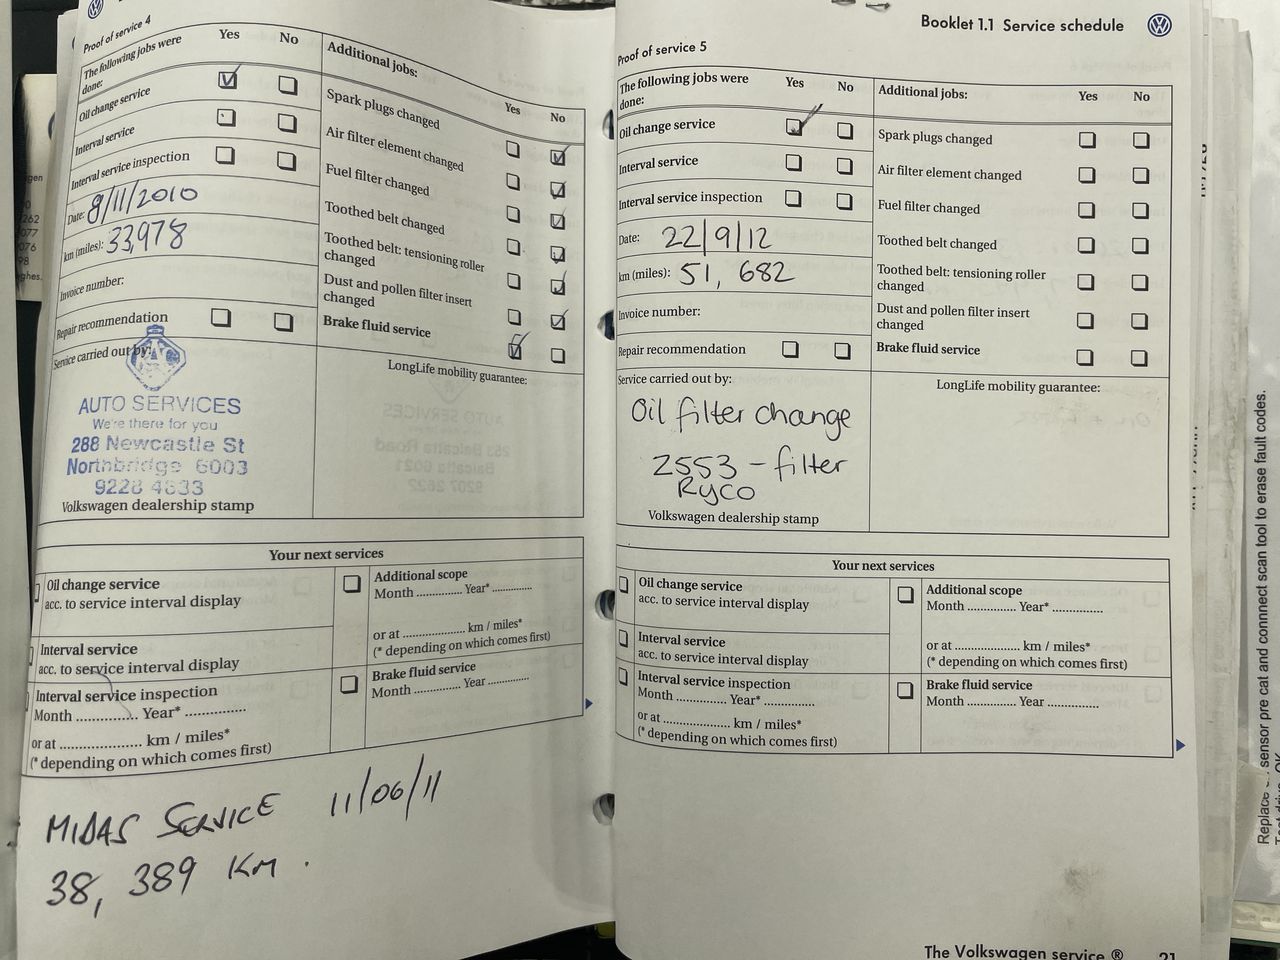 Proof of service 4
The following jobs were done:
Yes No
Oil change service
Interval service
Interval service inspection
Date: 8/11/2010
km (miles): 33,978
Invoice number:
Repair recommendation
Service carried out by:
AUTO SERVICES
We're there for you
288 Newcastle St
Northbridge 6003
9228 4833
Volkswagen dealership stamp
Additional jobs:
Yes No
Spark plugs changed
Air filter element changed
Fuel filter changed
Toothed belt changed
Toothed belt: tensioning roller
changed
Dust and pollen filter insert
changed
Brake fluid service
LongLife mobility guarantee:
Your next services
Oil change service
acc. to service interval display
Interval service
acc. to service interval display
Interval service inspection
Month .............. Year* ...............
or at ..................... km / miles*
(* depending on which comes first)
Additional scope
Month ............ Year* ............
or at .................. km / miles*
(* depending on which comes first)
Brake fluid service
Month ............. Year ............
MIDAS SERVICE 11/06/11
38, 389 KM.
Booklet 1.1 Service schedule
Proof of service 5
The following jobs were
done:
Yes No
Oil change service
Interval service
Interval service inspection
Date: 22/9/12
km (miles): 51, 682
Invoice number:
Repair recommendation
Service carried out by:
Oil filter change
2553 - filter
RYCO
Volkswagen dealership stamp
Additional jobs: Yes No
Spark plugs changed
Air filter element changed
Fuel filter changed
Toothed belt changed
Toothed belt: tensioning roller
changed
Dust and pollen filter insert
changed
Brake fluid service
LongLife mobility guarantee:
Your next services
Oil change service
acc. to service interval display
Interval service
acc. to service interval display
Interval service inspection
Month ............. Year* .............
or at .................. km / miles*
(* depending on which comes first)
Additional scope
Month ............. Year* .............
or at .................. km / miles*
(* depending on which comes first)
Brake fluid service
Month ............. Year .............
The Volkswagen service ® 21
sensor pre cat and connnect scan tool to erase fault codes.